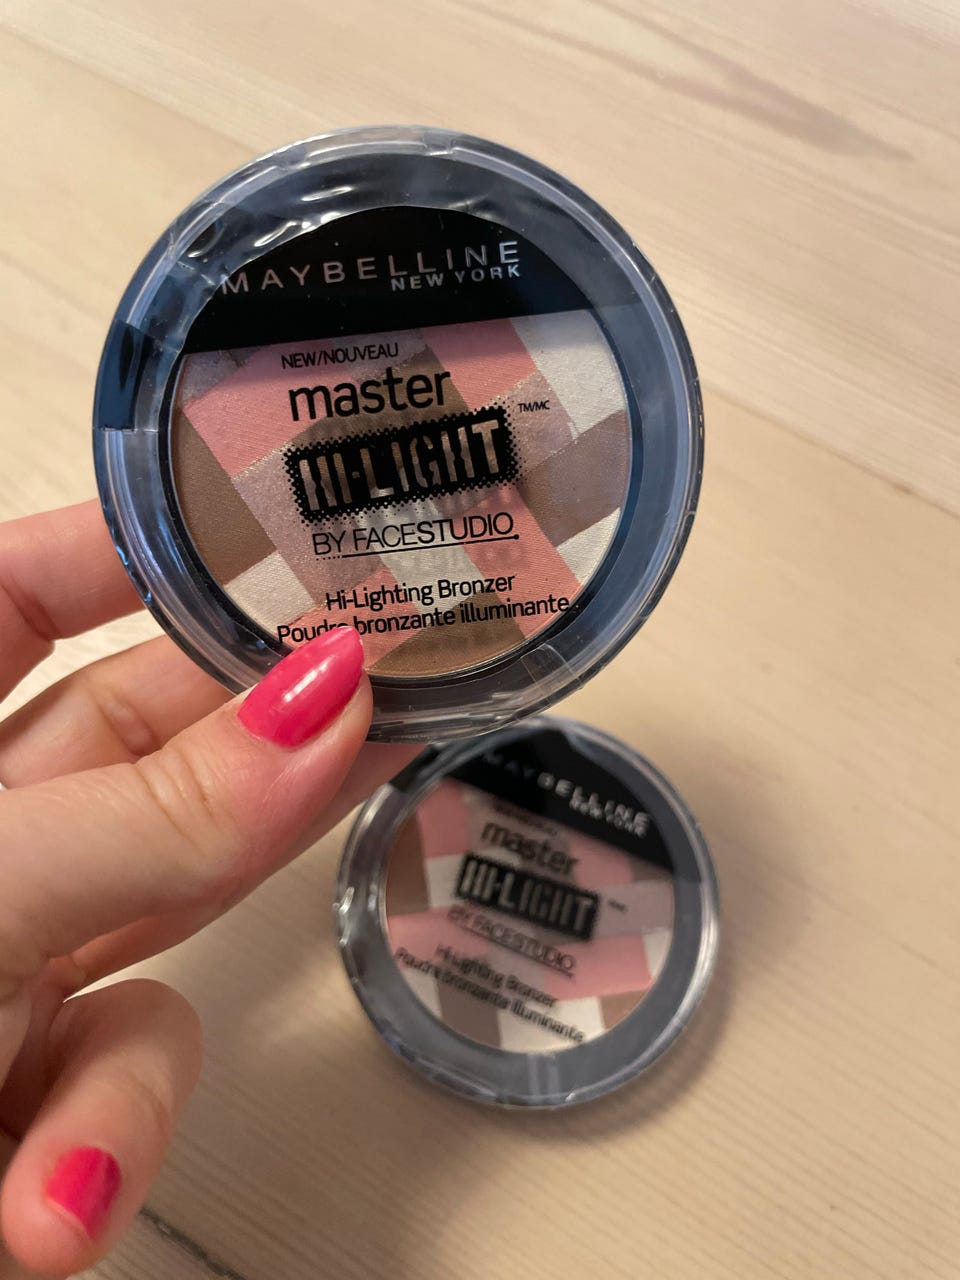 MAYBELLINE
NEW YORK
NEW/NOUVEAU
master
TM/MC
HI-LIGHT
BY FACESTUDIO
Hi-Lighting Bronzer
Poudre bronzante illuminante
MAYBELLINE
NEW YORK
master
HI-LIGHT
BY FACESTUDIO
Hi-Lighting Bronzer
Poudre bronzante illuminante